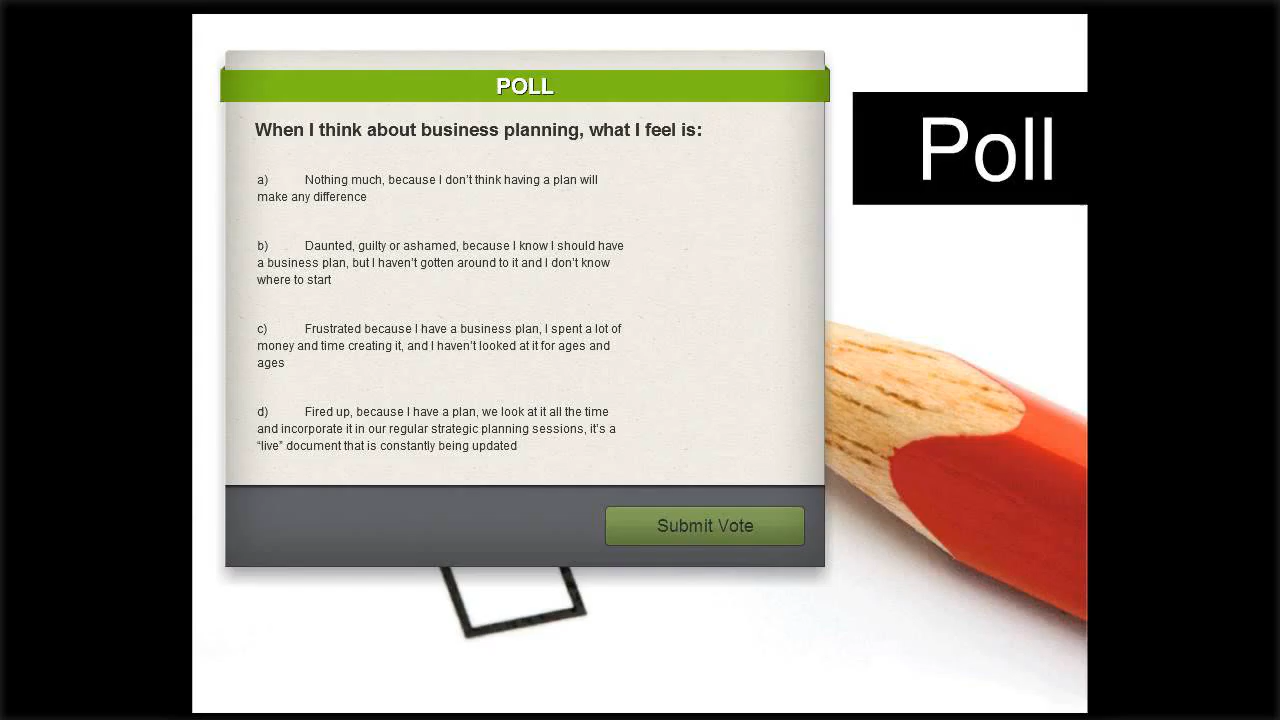 POLL
Poll
When I think about business planning, what I feel is:
a) Nothing much, because I don’t think having a plan will
make any difference
b) Daunted, guilty or ashamed, because I know I should have
a business plan, but I haven’t gotten around to it and I don’t know
where to start
c) Frustrated because I have a business plan, I spent a lot of
money and time creating it, and I haven’t looked at it for ages and
ages
d) Fired up, because I have a plan, we look at it all the time
and incorporate it in our regular strategic planning sessions, it’s a
“live” document that is constantly being updated
Submit Vote